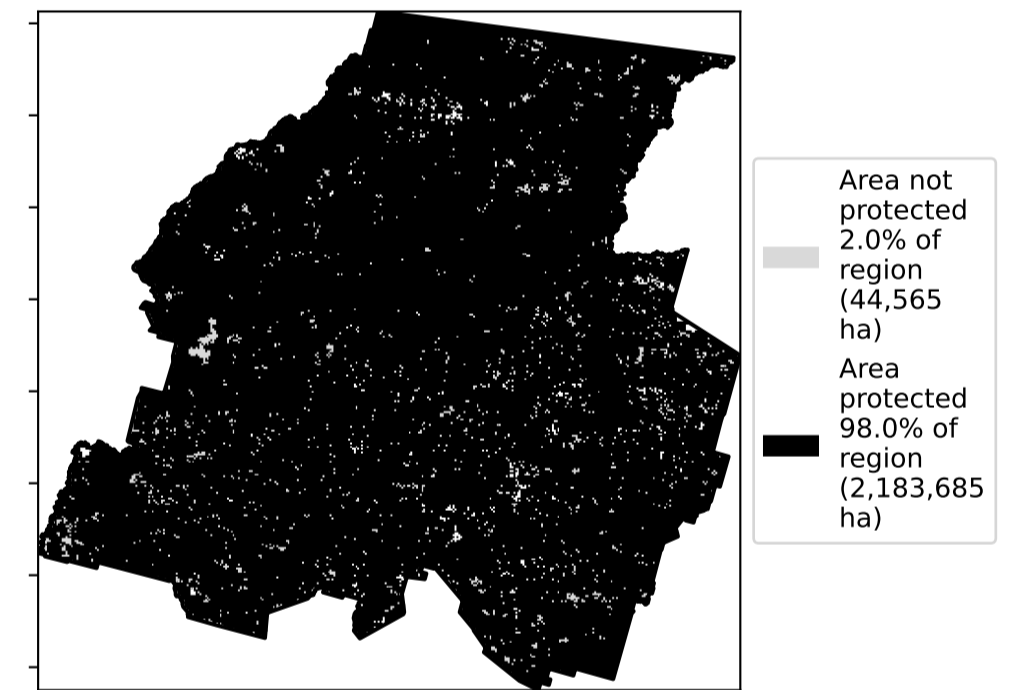 Area not
protected
2.0% of
region
(44,565
ha)
Area
protected
98.0% of
region
(2,183,685
ha)